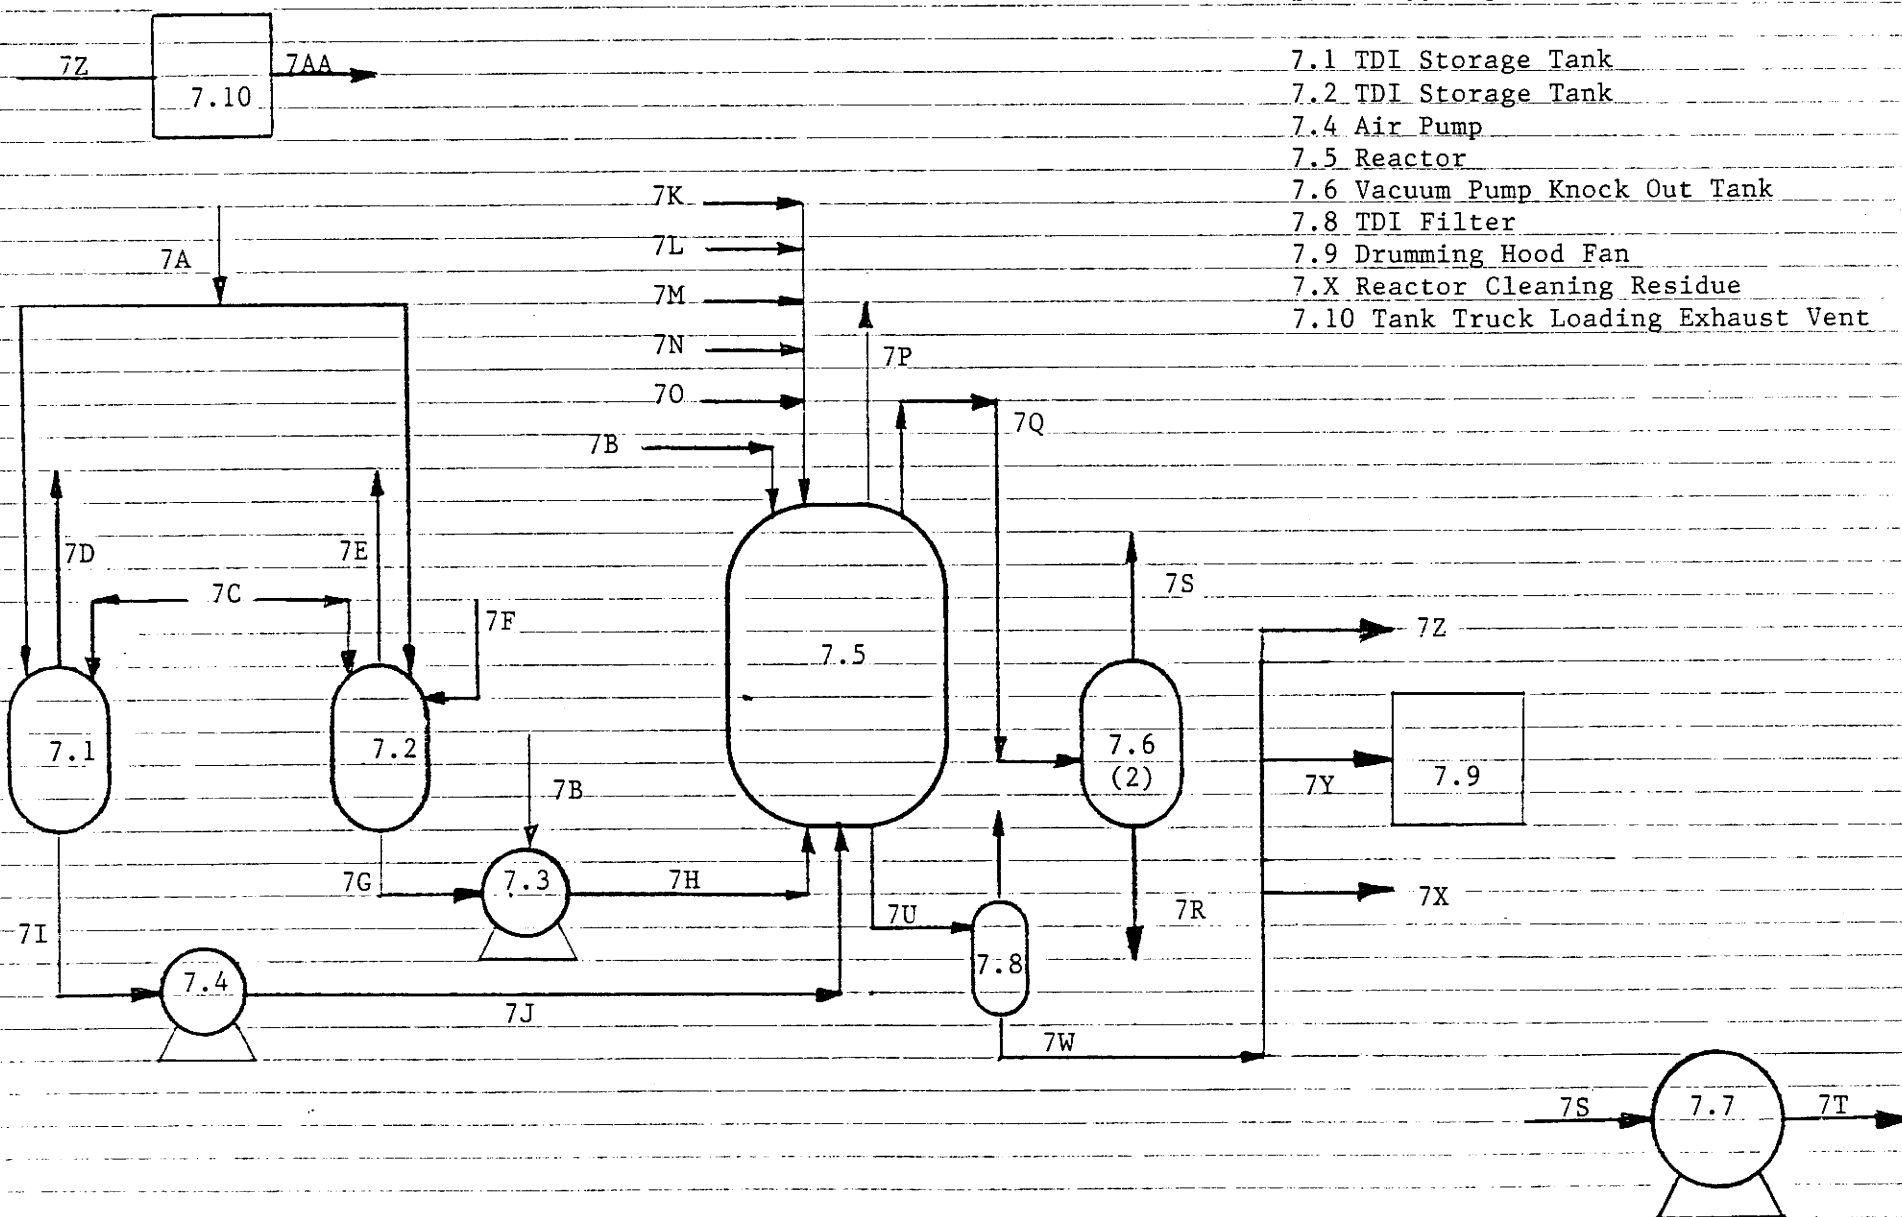 7Z
7AA
7.10
7.1 TDI Storage Tank
7.2 TDI Storage Tank
7.4 Air Pump
7.5 Reactor
7.6 Vacuum Pump Knock Out Tank
7.8 TDI Filter
7.9 Drumming Hood Fan
7.X Reactor Cleaning Residue
7.10 Tank Truck Loading Exhaust Vent
7K
7L
7A
7M
7N
7P
7O
7Q
7B
7D
7E
7C
7S
7F
7Z
7.5
7.1
7.2
7.6
(2)
7B
7Y
7.9
7G
7.3
7H
7X
7I
7U
7R
7.8
7.4
7J
7W
7S
7.7
7T